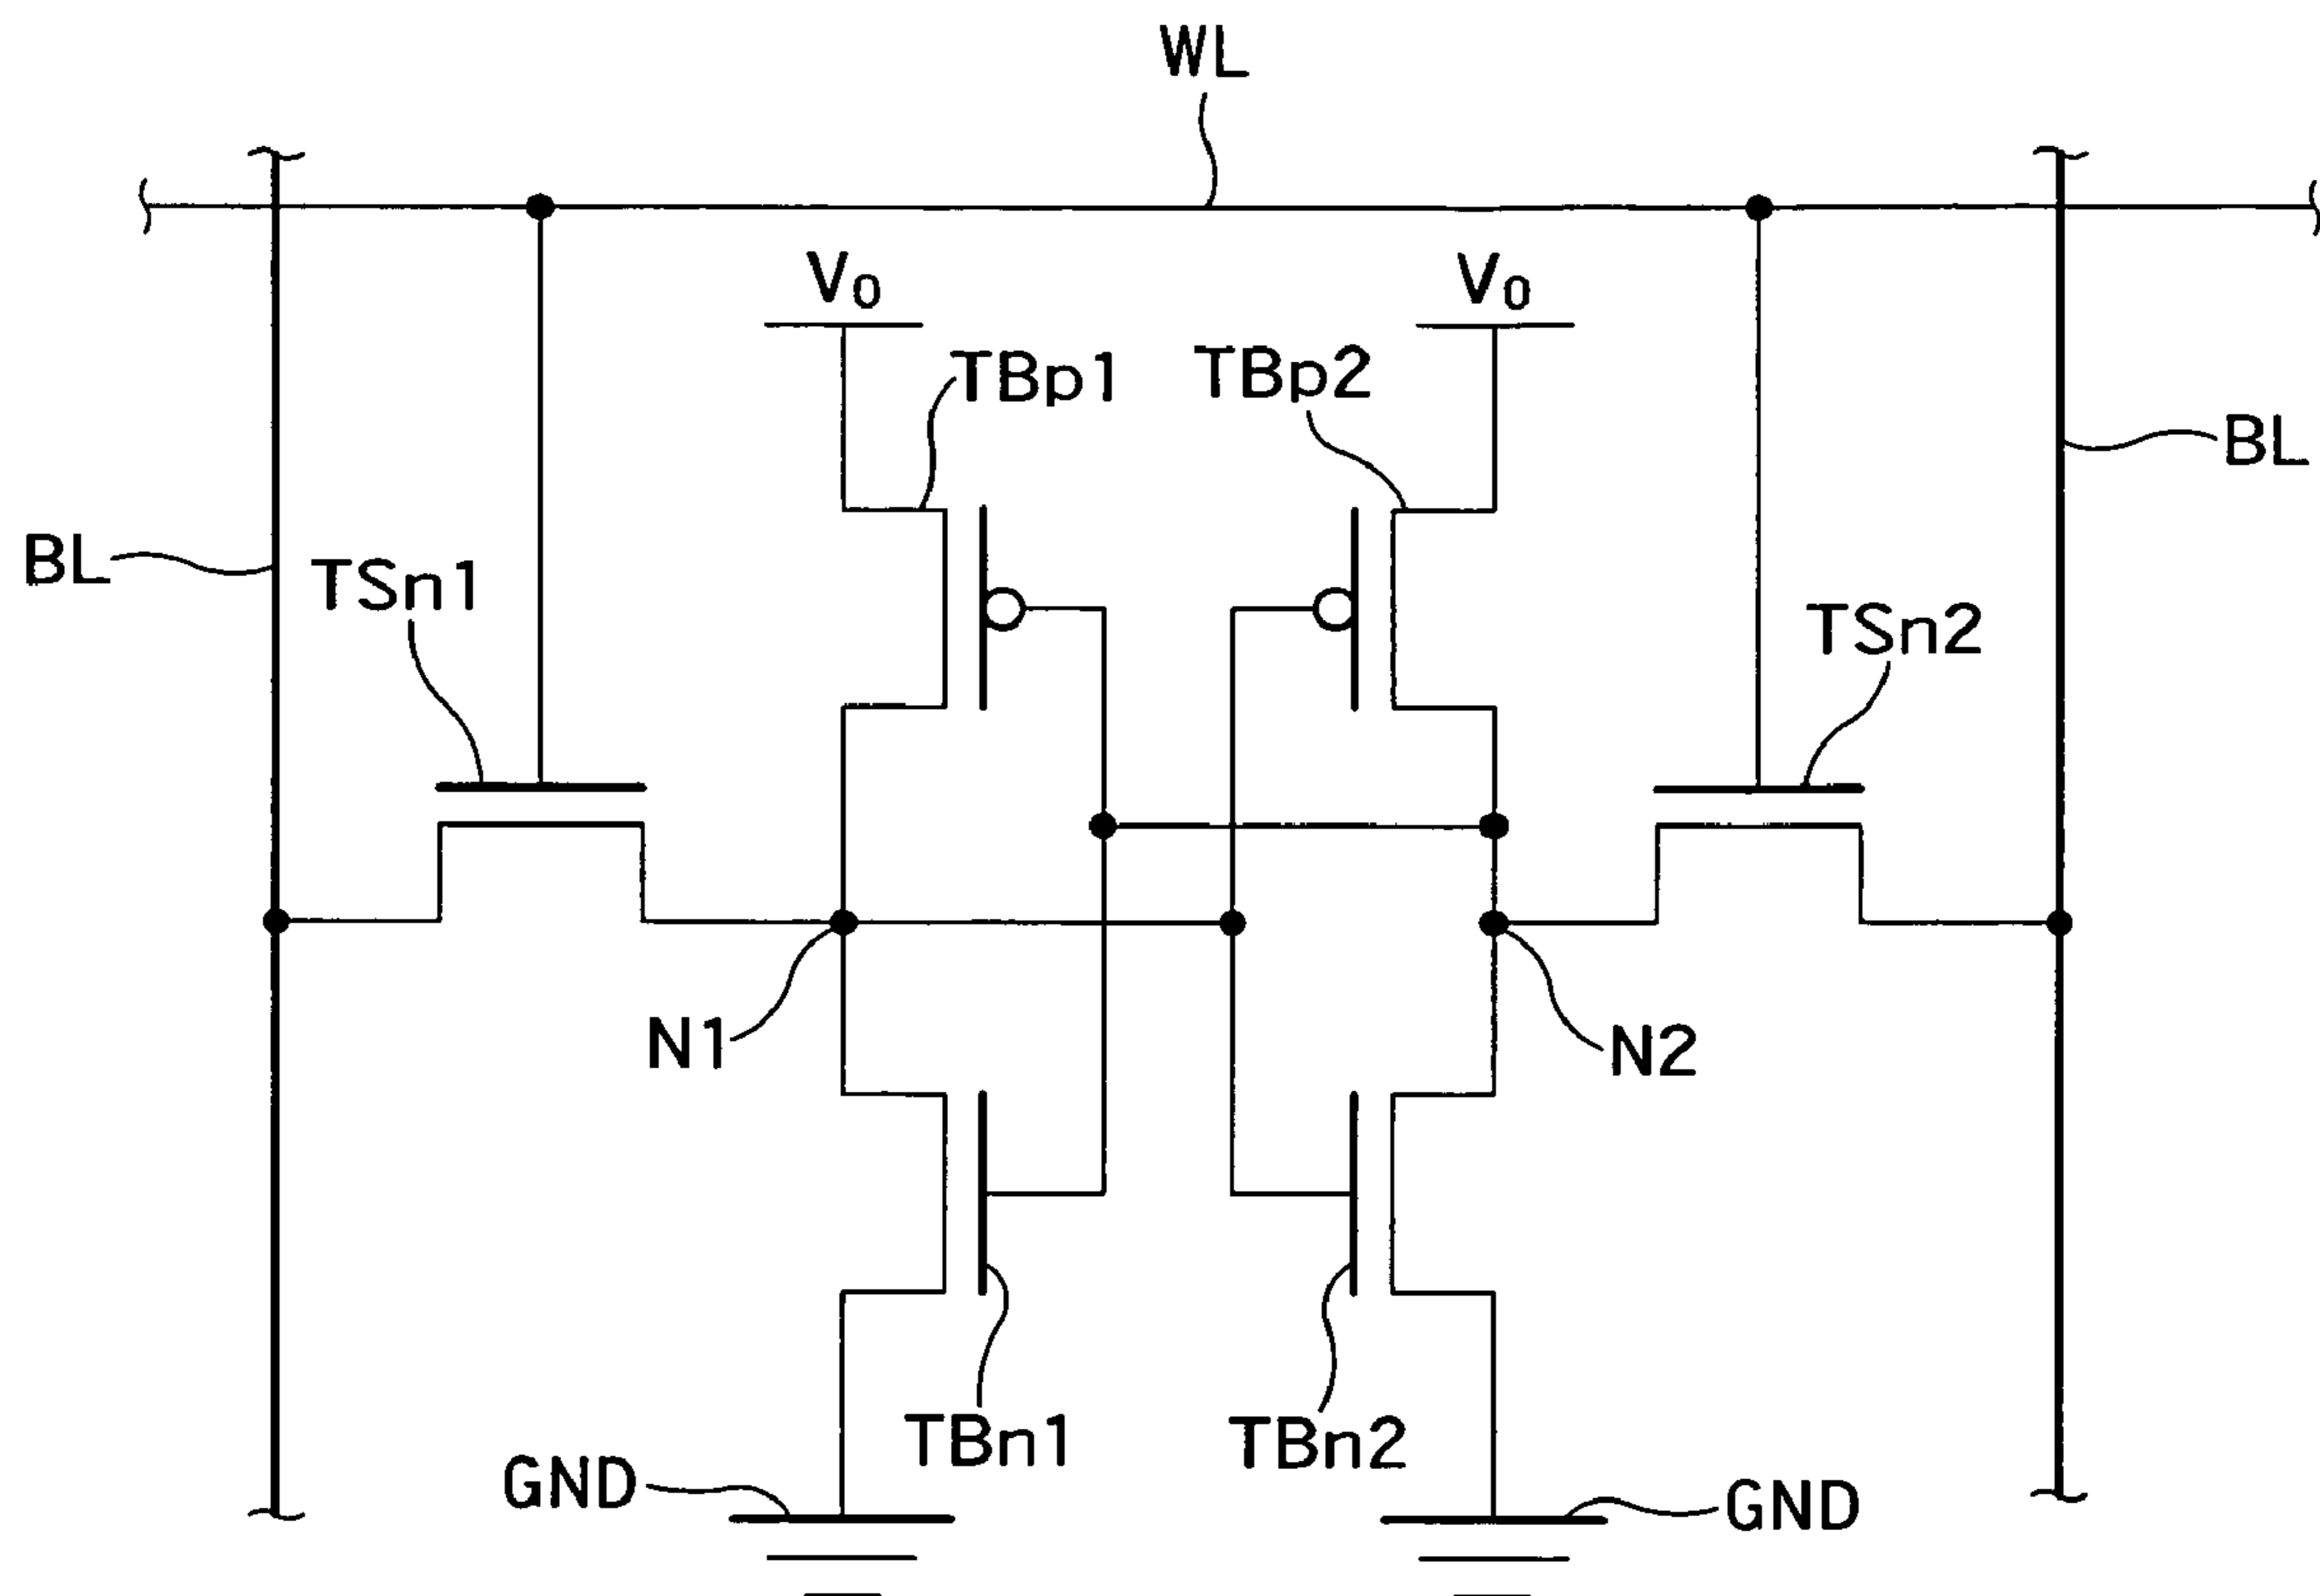 WL
V0 V0
TBp1 TBp2
BL
BL TSn1
TSn2
N1 N2
TBn1 TBn2
GND GND